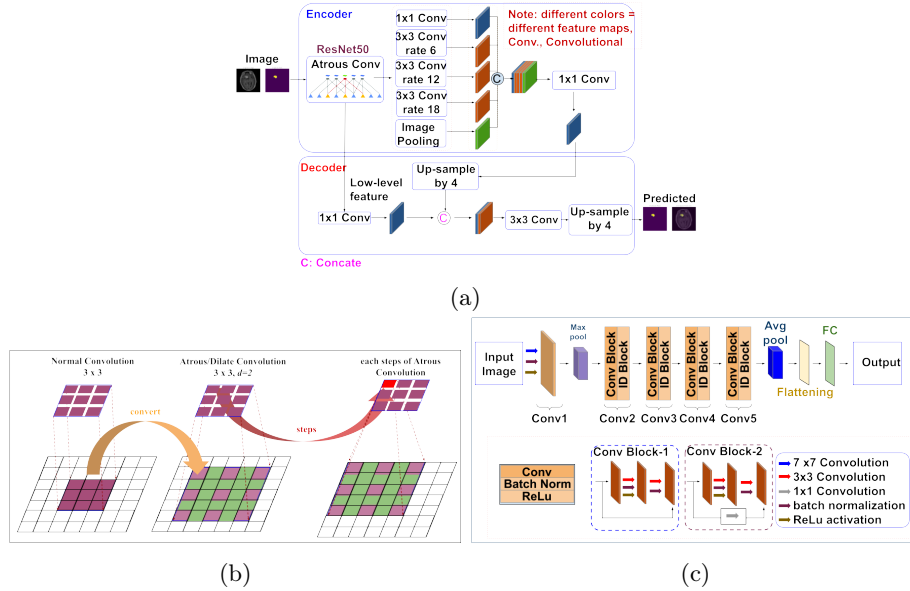 Encoder
Note: different colors =
different feature maps,
Conv., Convolutional
Image
ResNet50
Atrous Conv
1x1 Conv
3x3 Conv
rate 6
3x3 Conv
rate 12
3x3 Conv
rate 18
Image
Pooling
C
1x1 Conv
Decoder
Low-level
feature
1x1 Conv
Up-sample
by 4
C
3x3 Conv
Up-sample
by 4
Predicted
C: Concate
(a)
Normal Convolution
3 x 3
Atrous/Dilate Convolution
3 x 3, d=2
each steps of Atrous
Convolution
convert
steps
(b)
Input
Image
Max
pool
Conv Block
ID Block
Conv Block
ID Block
Conv Block
ID Block
Conv Block
ID Block
Avg
pool
FC
Flattening
Output
Conv1
Conv2
Conv3
Conv4
Conv5
Conv
Batch Norm
ReLu
Conv Block-1
Conv Block-2
7 x7 Convolution
3x3 Convolution
1x1 Convolution
batch normalization
ReLu activation
(c)